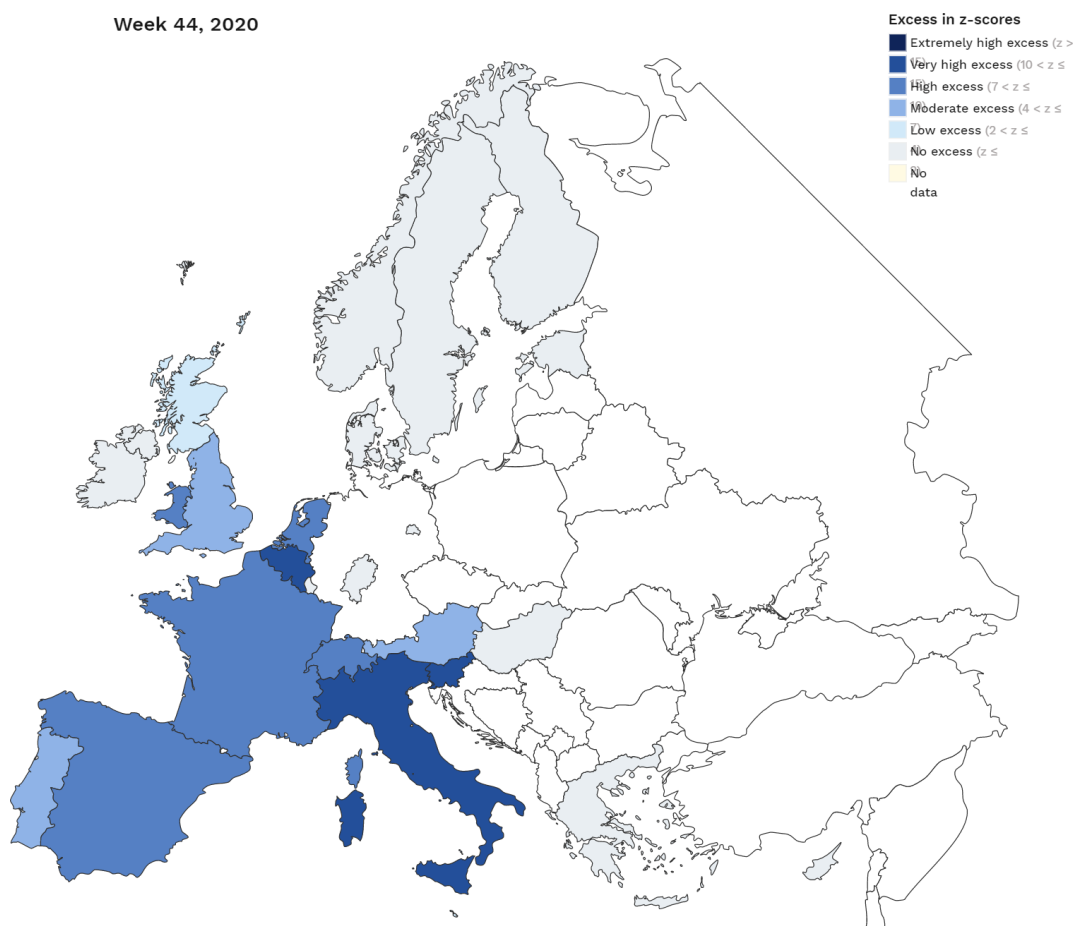 Week 44, 2020
Excess in z-scores
Extremely high excess (z >
Very high excess (10 < z ≤
High excess (7 < z ≤
Moderate excess (4 < z ≤
Low excess (2 < z ≤
No excess (z ≤
No
data